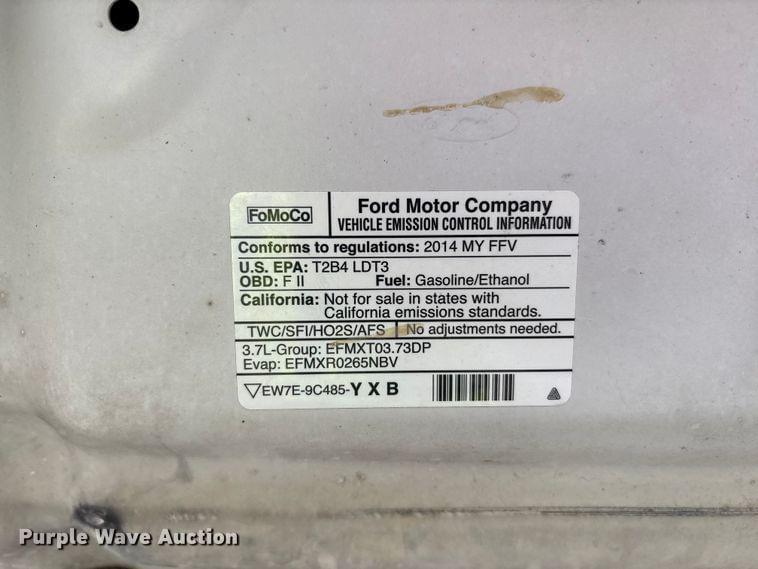 FoMoCo
Ford Motor Company
VEHICLE EMISSION CONTROL INFORMATION
Conforms to regulations: 2014 MY FFV
U.S. EPA: T2B4 LDT3
OBD: F II Fuel: Gasoline/Ethanol
California: Not for sale in states with
California emissions standards.
TWC/SFI/HO2S/AFS No adjustments needed.
3.7L-Group: EFMXT03.73DP
Evap: EFMXR0265NBV
EW7E-9C485-Y X B
Purple Wave Auction